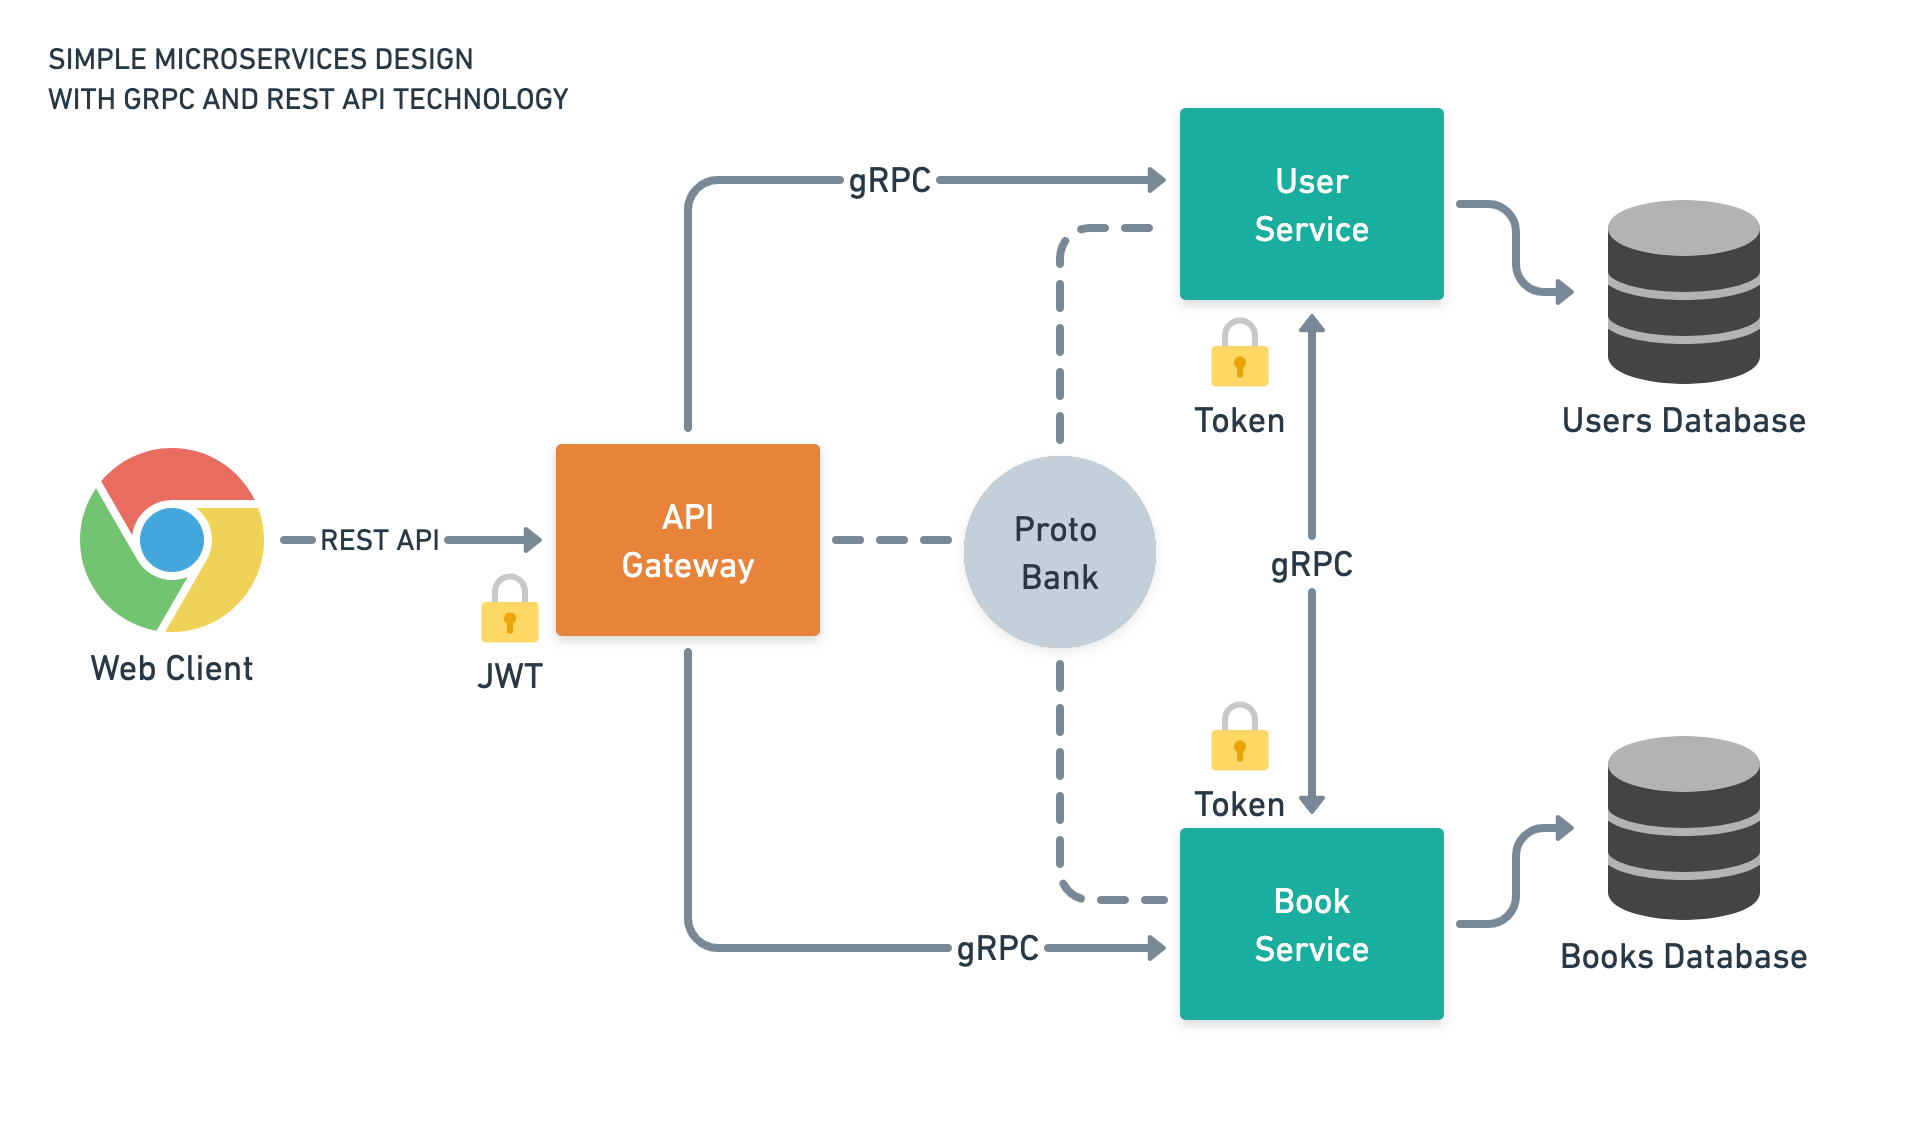 SIMPLE MICROSERVICES DESIGN
WITH GRPC AND REST API TECHNOLOGY
gRPC
User
Service
Token
Users Database
REST API
API
Gateway
Proto
Bank
gRPC
Web Client
JWT
Token
gRPC
Book
Service
Books Database